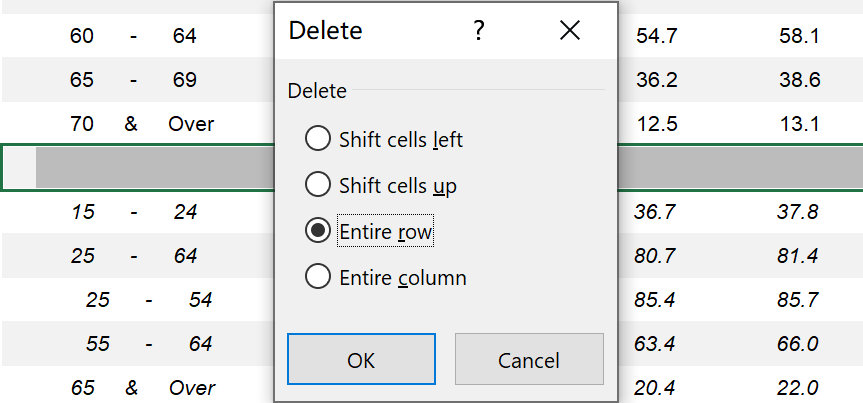 Delete ?
60 - 64 54.7 58.1
65 - 69 36.2 38.6
70 & Over 12.5 13.1
Delete
Shift cells left
Shift cells up
Entire row
Entire column
15 - 24 36.7 37.8
25 - 64 80.7 81.4
25 - 54 85.4 85.7
55 - 64 63.4 66.0
65 & Over 20.4 22.0
OK Cancel